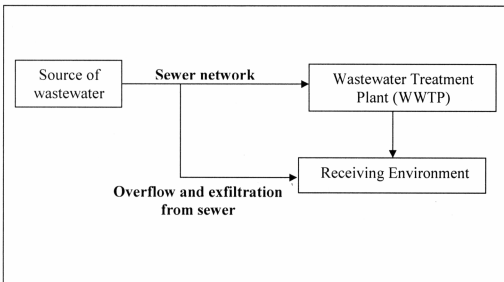 Source of
wastewater
Sewer network
Wastewater Treatment
Plant (WWTP)
Receiving Environment
Overflow and exfiltration
from sewer